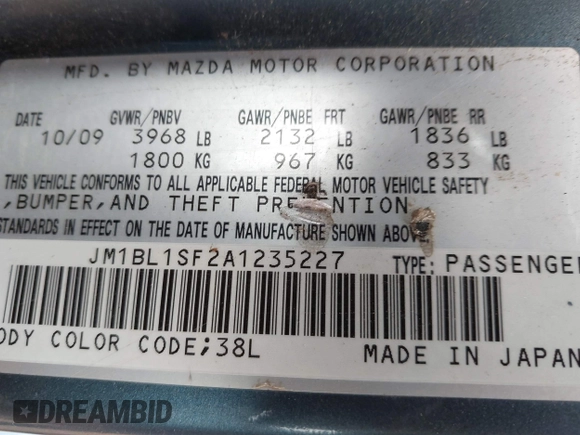 MFD. BY MAZDA MOTOR CORPORATION
DATE GVWR/PNBV GAWR/PNBE FRT GAWR/PNBE RR
10/09 3968 LB 2132 LB 1836 LB
1800 KG 967 KG 833 KG
THIS VEHICLE CONFORMS TO ALL APPLICABLE FEDERAL MOTOR VEHICLE SAFETY
,BUMPER,AND THEFT PREVENTION
STANDARDS IN EFFECT ON THE DATE OF MANUFACTURE SHOWN ABOVE
JM1BL1SF2A1235227 TYPE: PASSENGER
ODY COLOR CODE;38L MADE IN JAPAN
DREAMBID